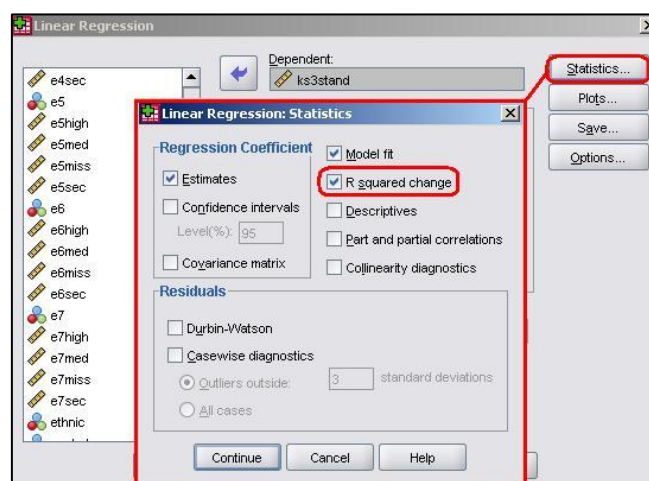 Linear Regression
Dependent:
ks3stand
Statistics...
Plots...
Save...
Options...
e4sec
e5
e5high
e5med
e5miss
e5sec
e6
e6high
e6med
e6miss
e6sec
e7
e7high
e7med
e7miss
e7sec
ethnic
Linear Regression: Statistics
Regression Coefficient
Estimates
Confidence intervals
Level(%): 95
Covariance matrix
Model fit
R squared change
Descriptives
Part and partial correlations
Collinearity diagnostics
Residuals
Durbin-Watson
Casewise diagnostics
Outliers outside: 3 standard deviations
All cases
Continue
Cancel
Help